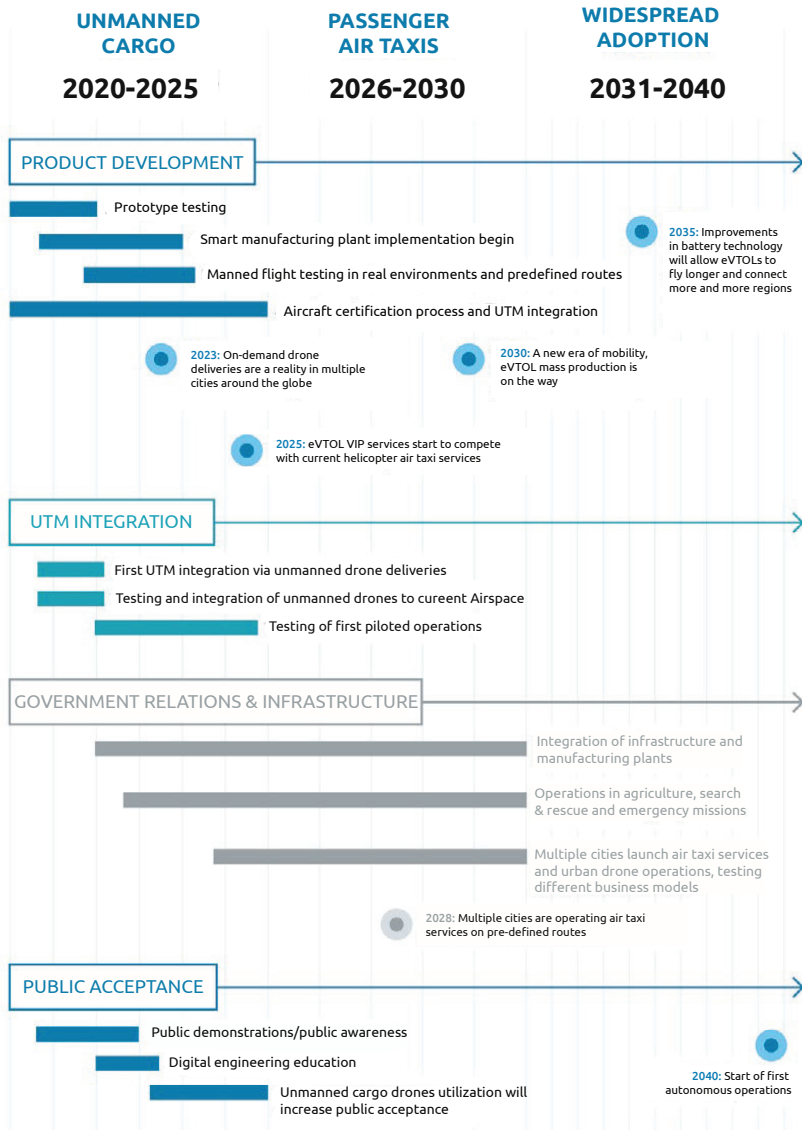 UNMANNED
CARGO
2020-2025
PASSENGER
AIR TAXIS
2026-2030
WIDESPREAD
ADOPTION
2031-2040
PRODUCT DEVELOPMENT
Prototype testing
Smart manufacturing plant implementation begin
Manned flight testing in real environments and predefined routes
Aircraft certification process and UTM integration
2035: Improvements
in battery technology
will allow eVTOLs to
fly longer and connect
more and more regions
2023: On-demand drone
deliveries are a reality in multiple
cities around the globe
2030: A new era of mobility,
eVTOL mass production is
on the way
2025: eVTOL VIP services start to compete
with current helicopter air taxi services
UTM INTEGRATION
First UTM integration via unmanned drone deliveries
Testing and integration of unmanned drones to cureent Airspace
Testing of first piloted operations
GOVERNMENT RELATIONS & INFRASTRUCTURE
Integration of infrastructure and
manufacturing plants
Operations in agriculture, search
& rescue and emergency missions
Multiple cities launch air taxi services
and urban drone operations, testing
different business models
2028: Multiple cities are operating air taxi
services on pre-defined routes
PUBLIC ACCEPTANCE
Public demonstrations/public awareness
Digital engineering education
Unmanned cargo drones utilization will
increase public acceptance
2040: Start of first
autonomous operations